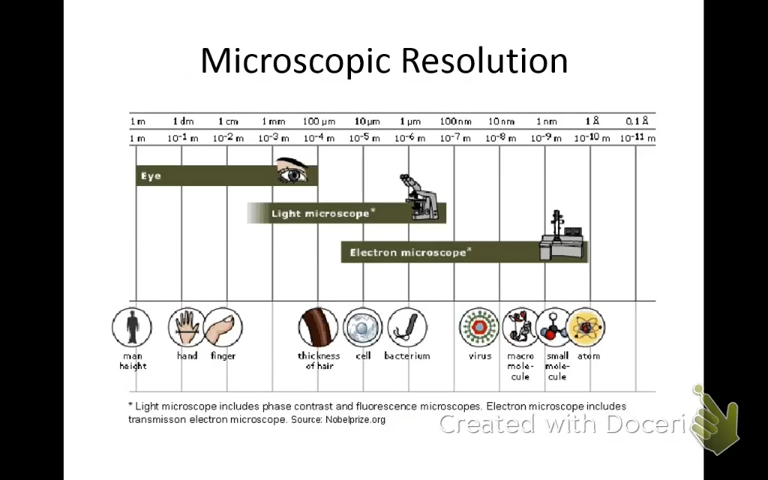 Microscopic Resolution
1 m 1 dm 1 cm 1 mm 100 µm 10 µm 1 µm 100 nm 10 nm 1 nm 1 Å 0.1 Å
1 m 10⁻¹ m 10⁻² m 10⁻³ m 10⁻⁴ m 10⁻⁵ m 10⁻⁶ m 10⁻⁷ m 10⁻⁸ m 10⁻⁹ m 10⁻¹⁰ m 10⁻¹¹ m
Eye
Light microscope*
Electron microscope*
man height
hand
finger
thickness of hair
cell
bacterium
virus
macro mole-cule
small mole-cule
atom
* Light microscope includes phase contrast and fluorescence microscopes. Electron microscope includes
transmisson electron microscope. Source: Nobelprize.org
Created with Doceri